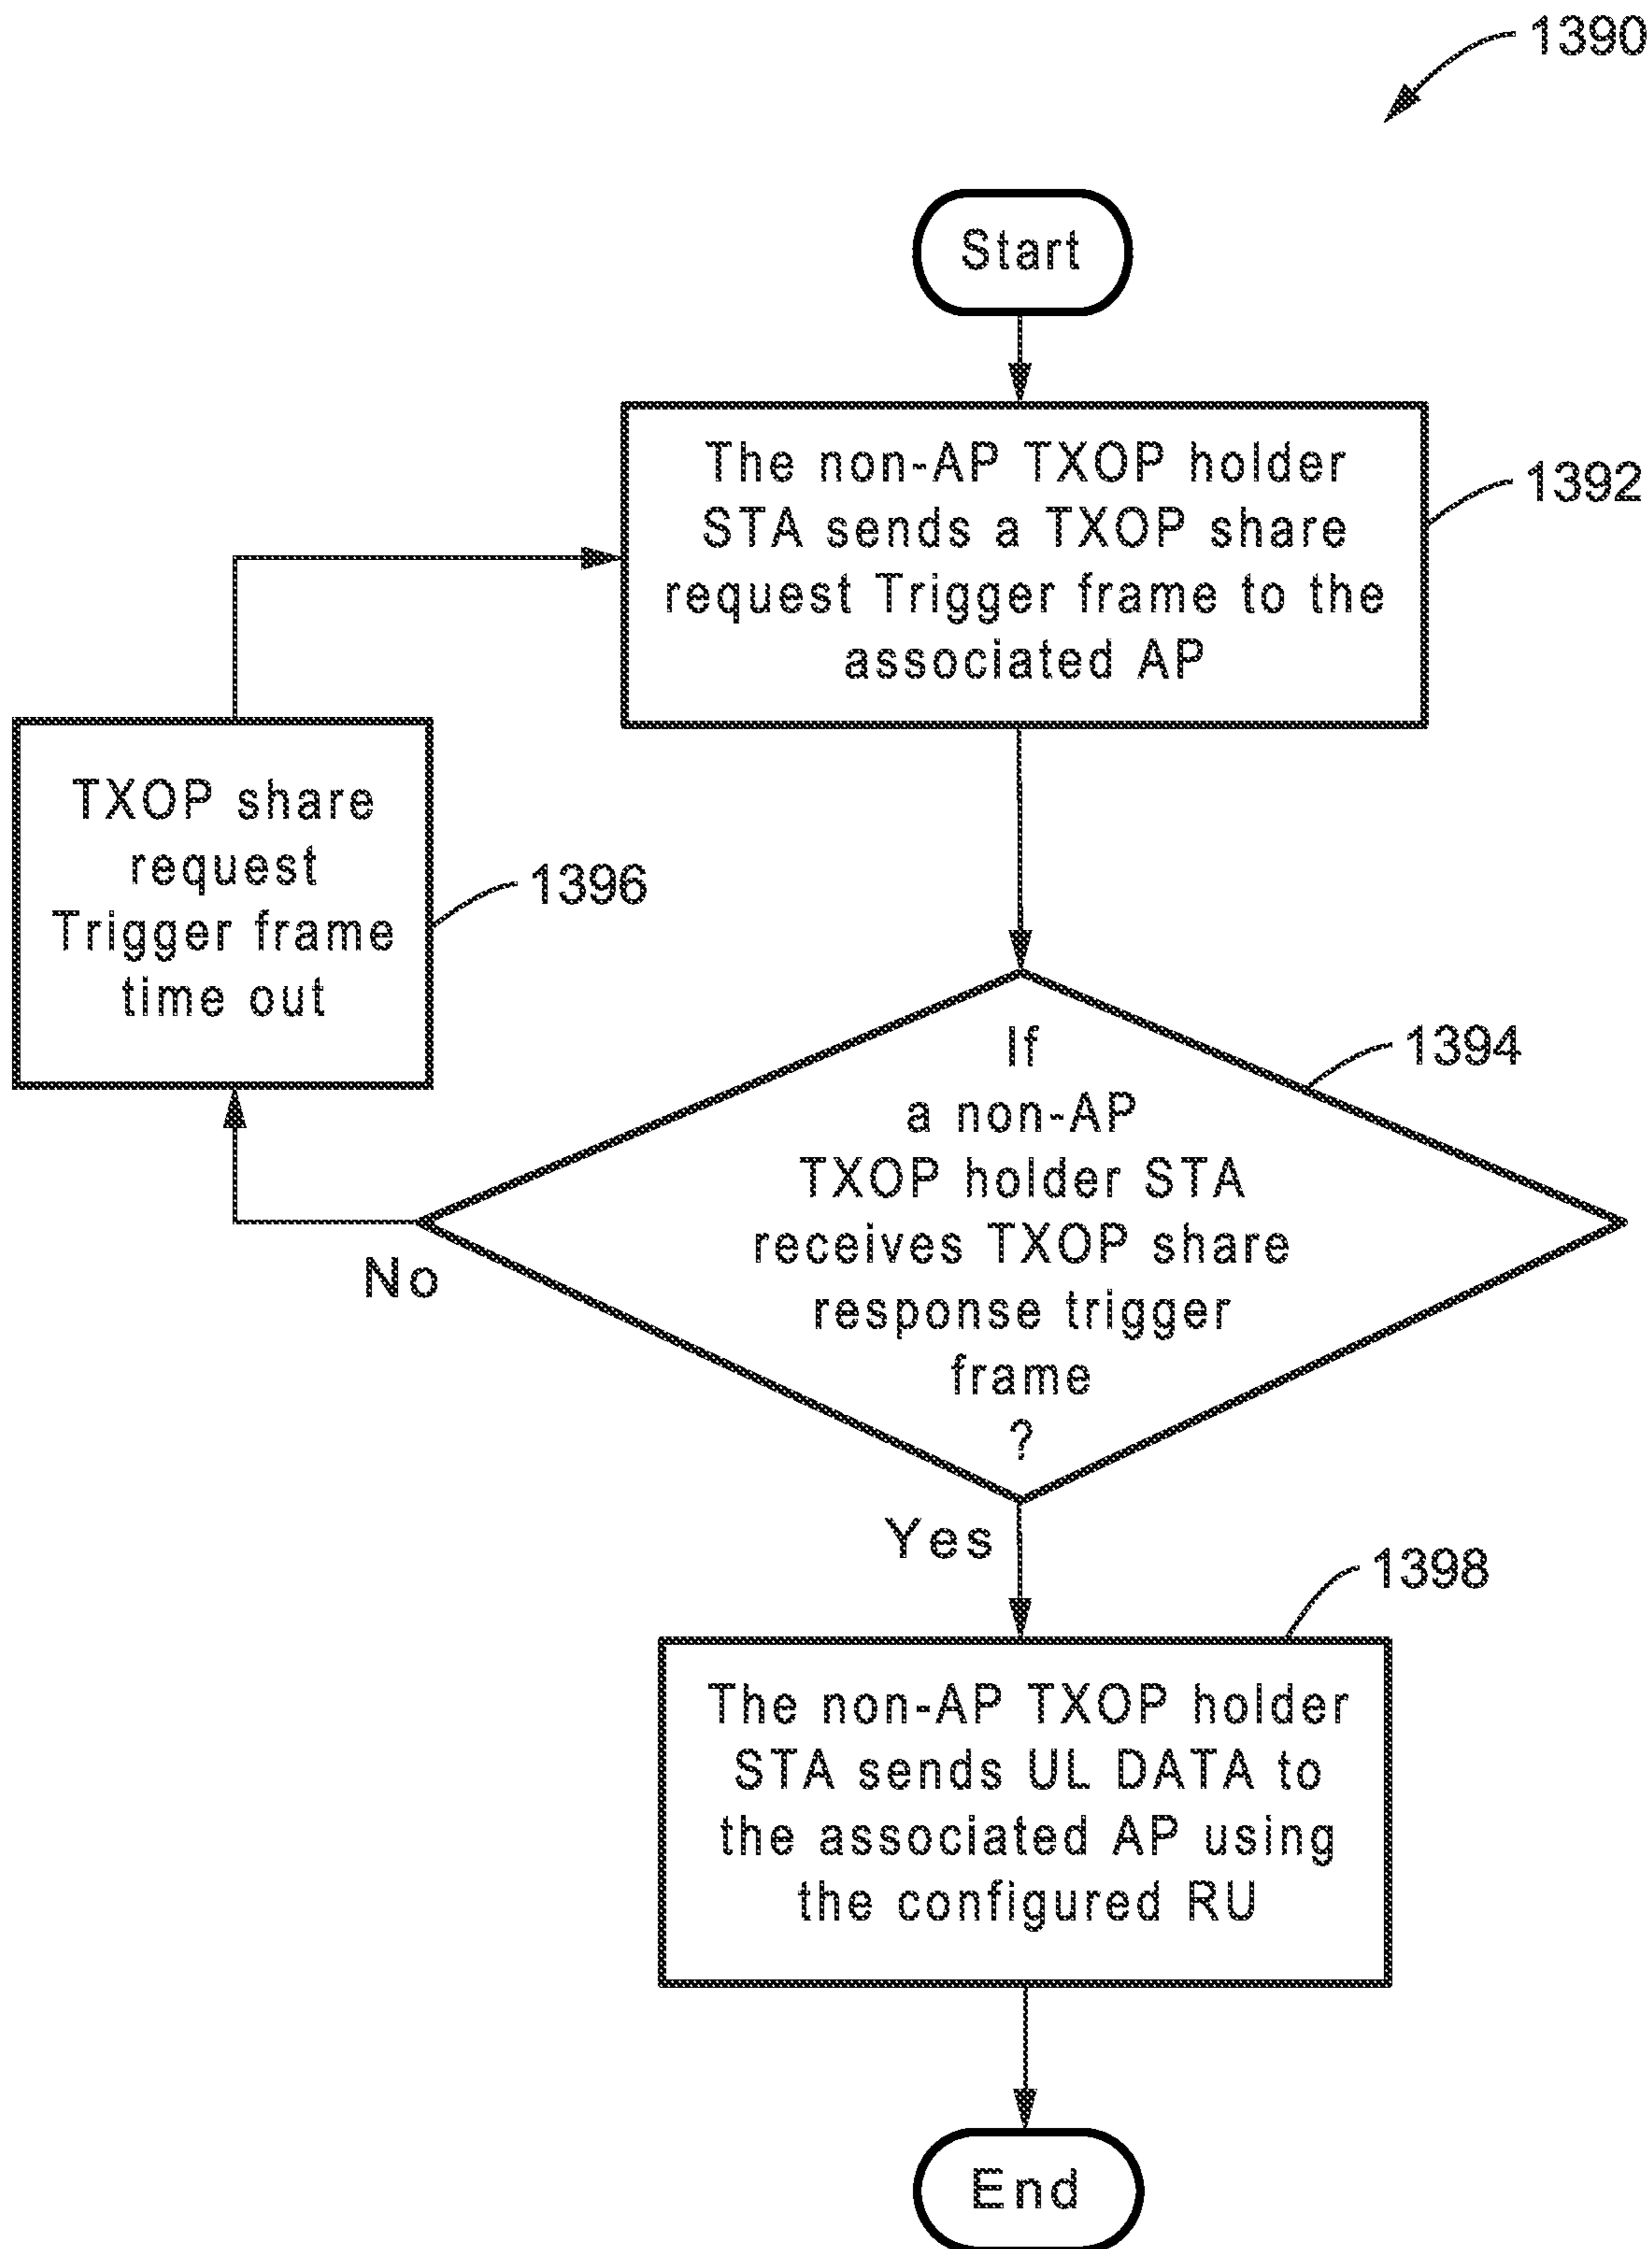 1390
Start
The non-AP TXOP holder
STA sends a TXOP share
request Trigger frame to the
associated AP
1392
TXOP share
request
Trigger frame
time out
1396
If
a non-AP
TXOP holder STA
receives TXOP share
response trigger
frame
?
1394
No
Yes
1398
The non-AP TXOP holder
STA sends UL DATA to
the associated AP using
the configured RU
End